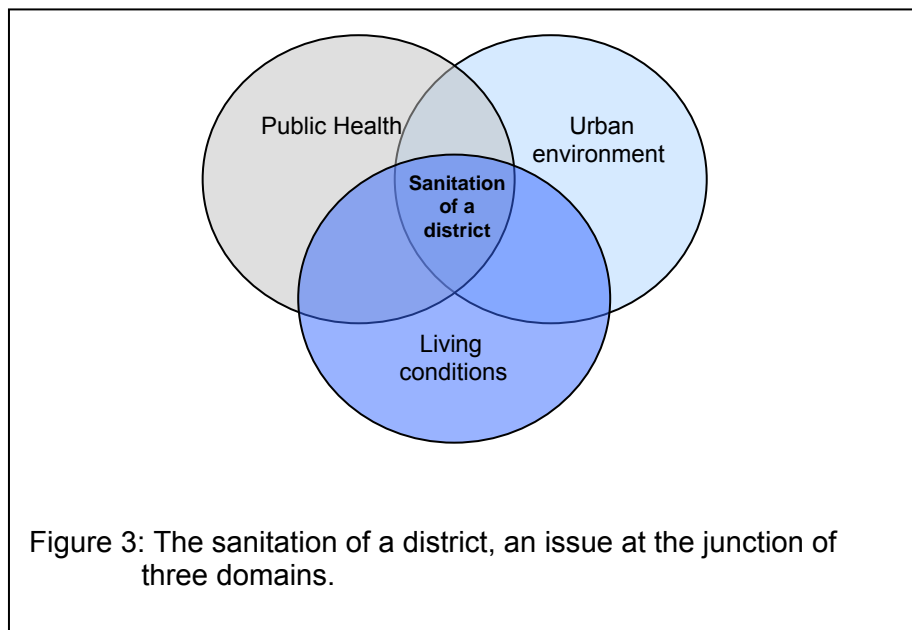 Public Health
Urban
environment
Sanitation
of a
district
Living
conditions
Figure 3: The sanitation of a district, an issue at the junction of
three domains.